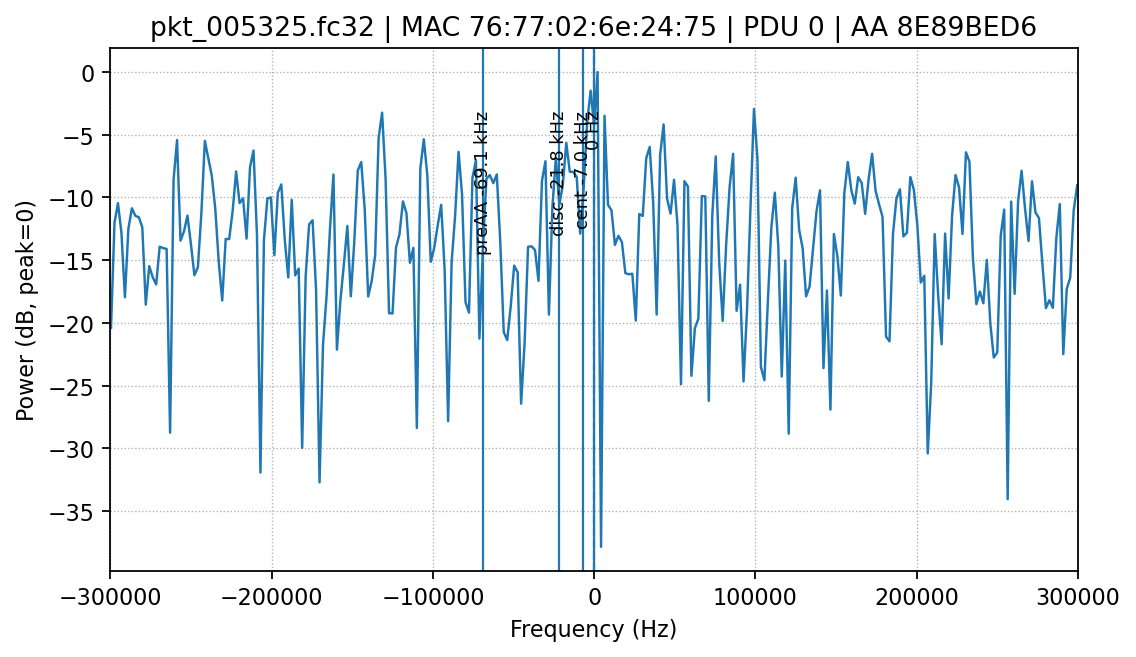 pkt_005325.fc32 | MAC 76:77:02:6e:24:75 | PDU 0 | AA 8E89BED6
Power (dB, peak=0)
0
−5
−10
−15
−20
−25
−30
−35
preAA -69.1 kHz
disc -21.8 kHz
cent -7.0 kHz
0 Hz
−300000
−200000
−100000
0
100000
200000
300000
Frequency (Hz)